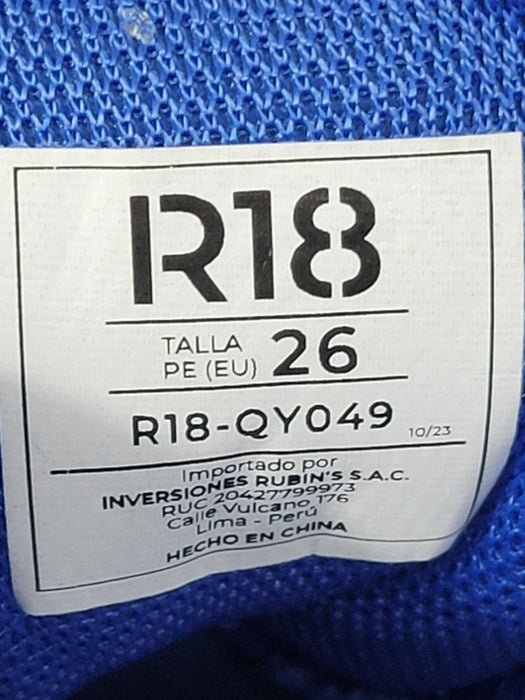 R18
TALLA
PE (EU) 26
R18-QY049 10/23
Importado por
INVERSIONES RUBIN'S S.A.C.
RUC 20427799973
Calle Vulcano 176
Lima - Perú
HECHO EN CHINA